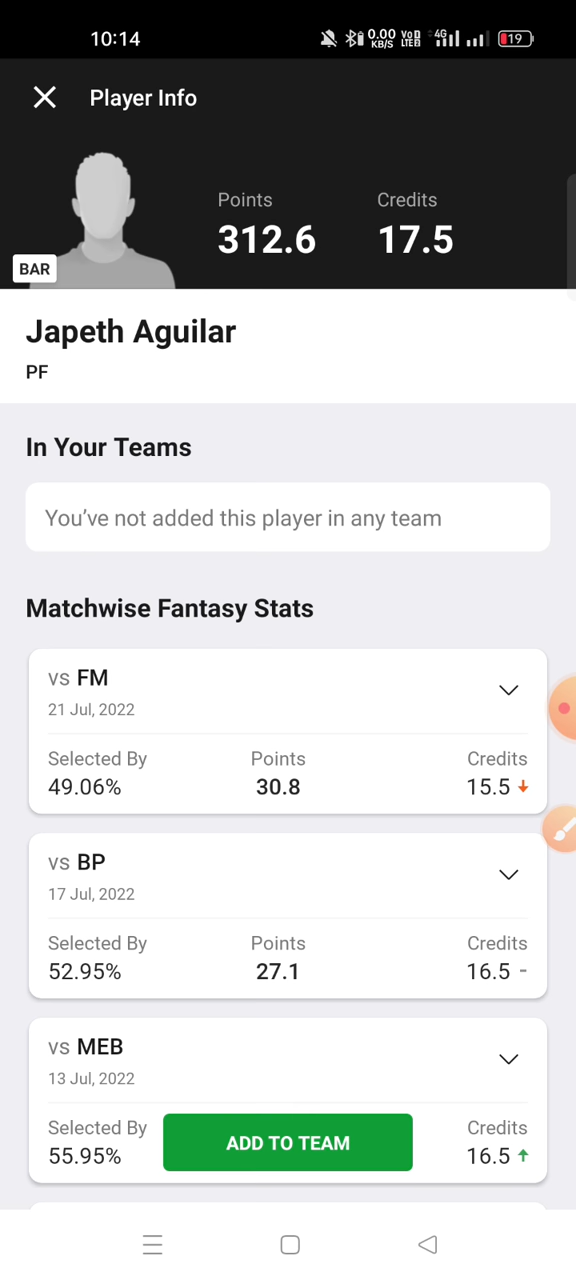 10:14
0.00 KB/S VoD LTE2 4G 19
Player Info
Points Credits
312.6 17.5
BAR
Japeth Aguilar
PF
In Your Teams
You've not added this player in any team
Matchwise Fantasy Stats
vs FM
21 Jul, 2022
Selected By Points Credits
49.06% 30.8 15.5
vs BP
17 Jul, 2022
Selected By Points Credits
52.95% 27.1 16.5 -
vs MEB
13 Jul, 2022
Selected By Credits
ADD TO TEAM
55.95% 16.5